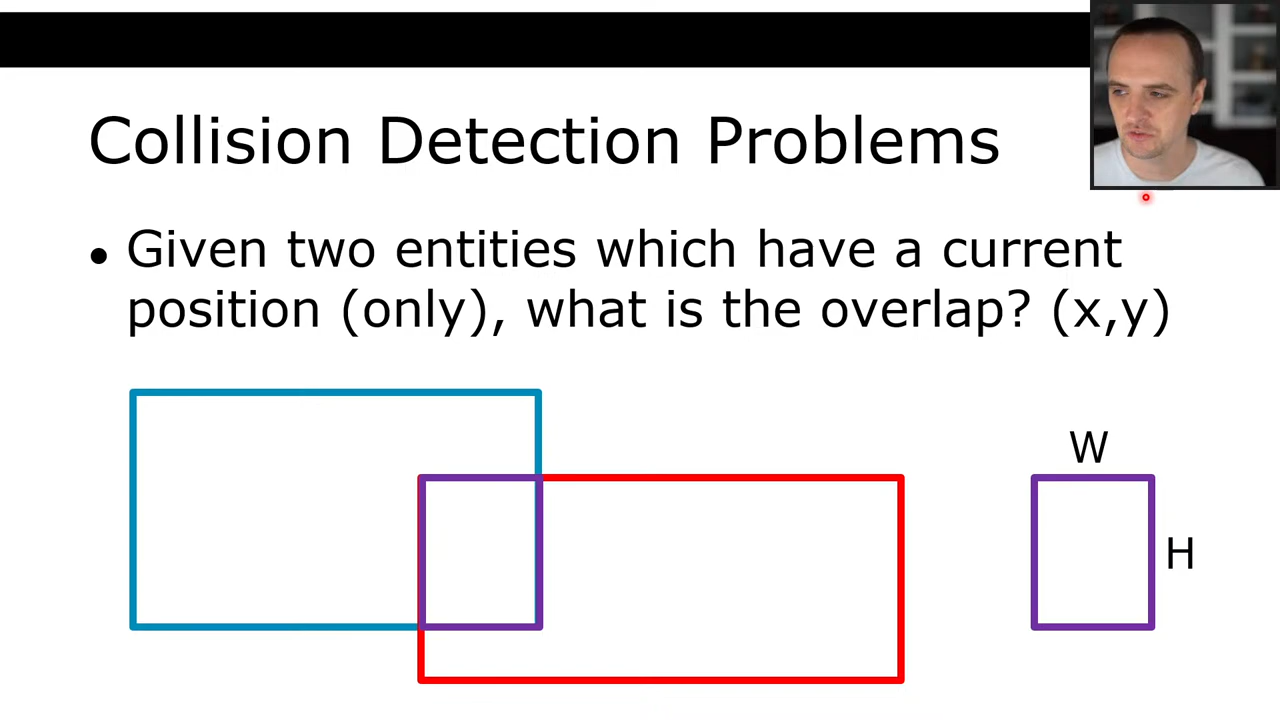 Collision Detection Problems
● Given two entities which have a current
position (only), what is the overlap? (x,y)
W
H